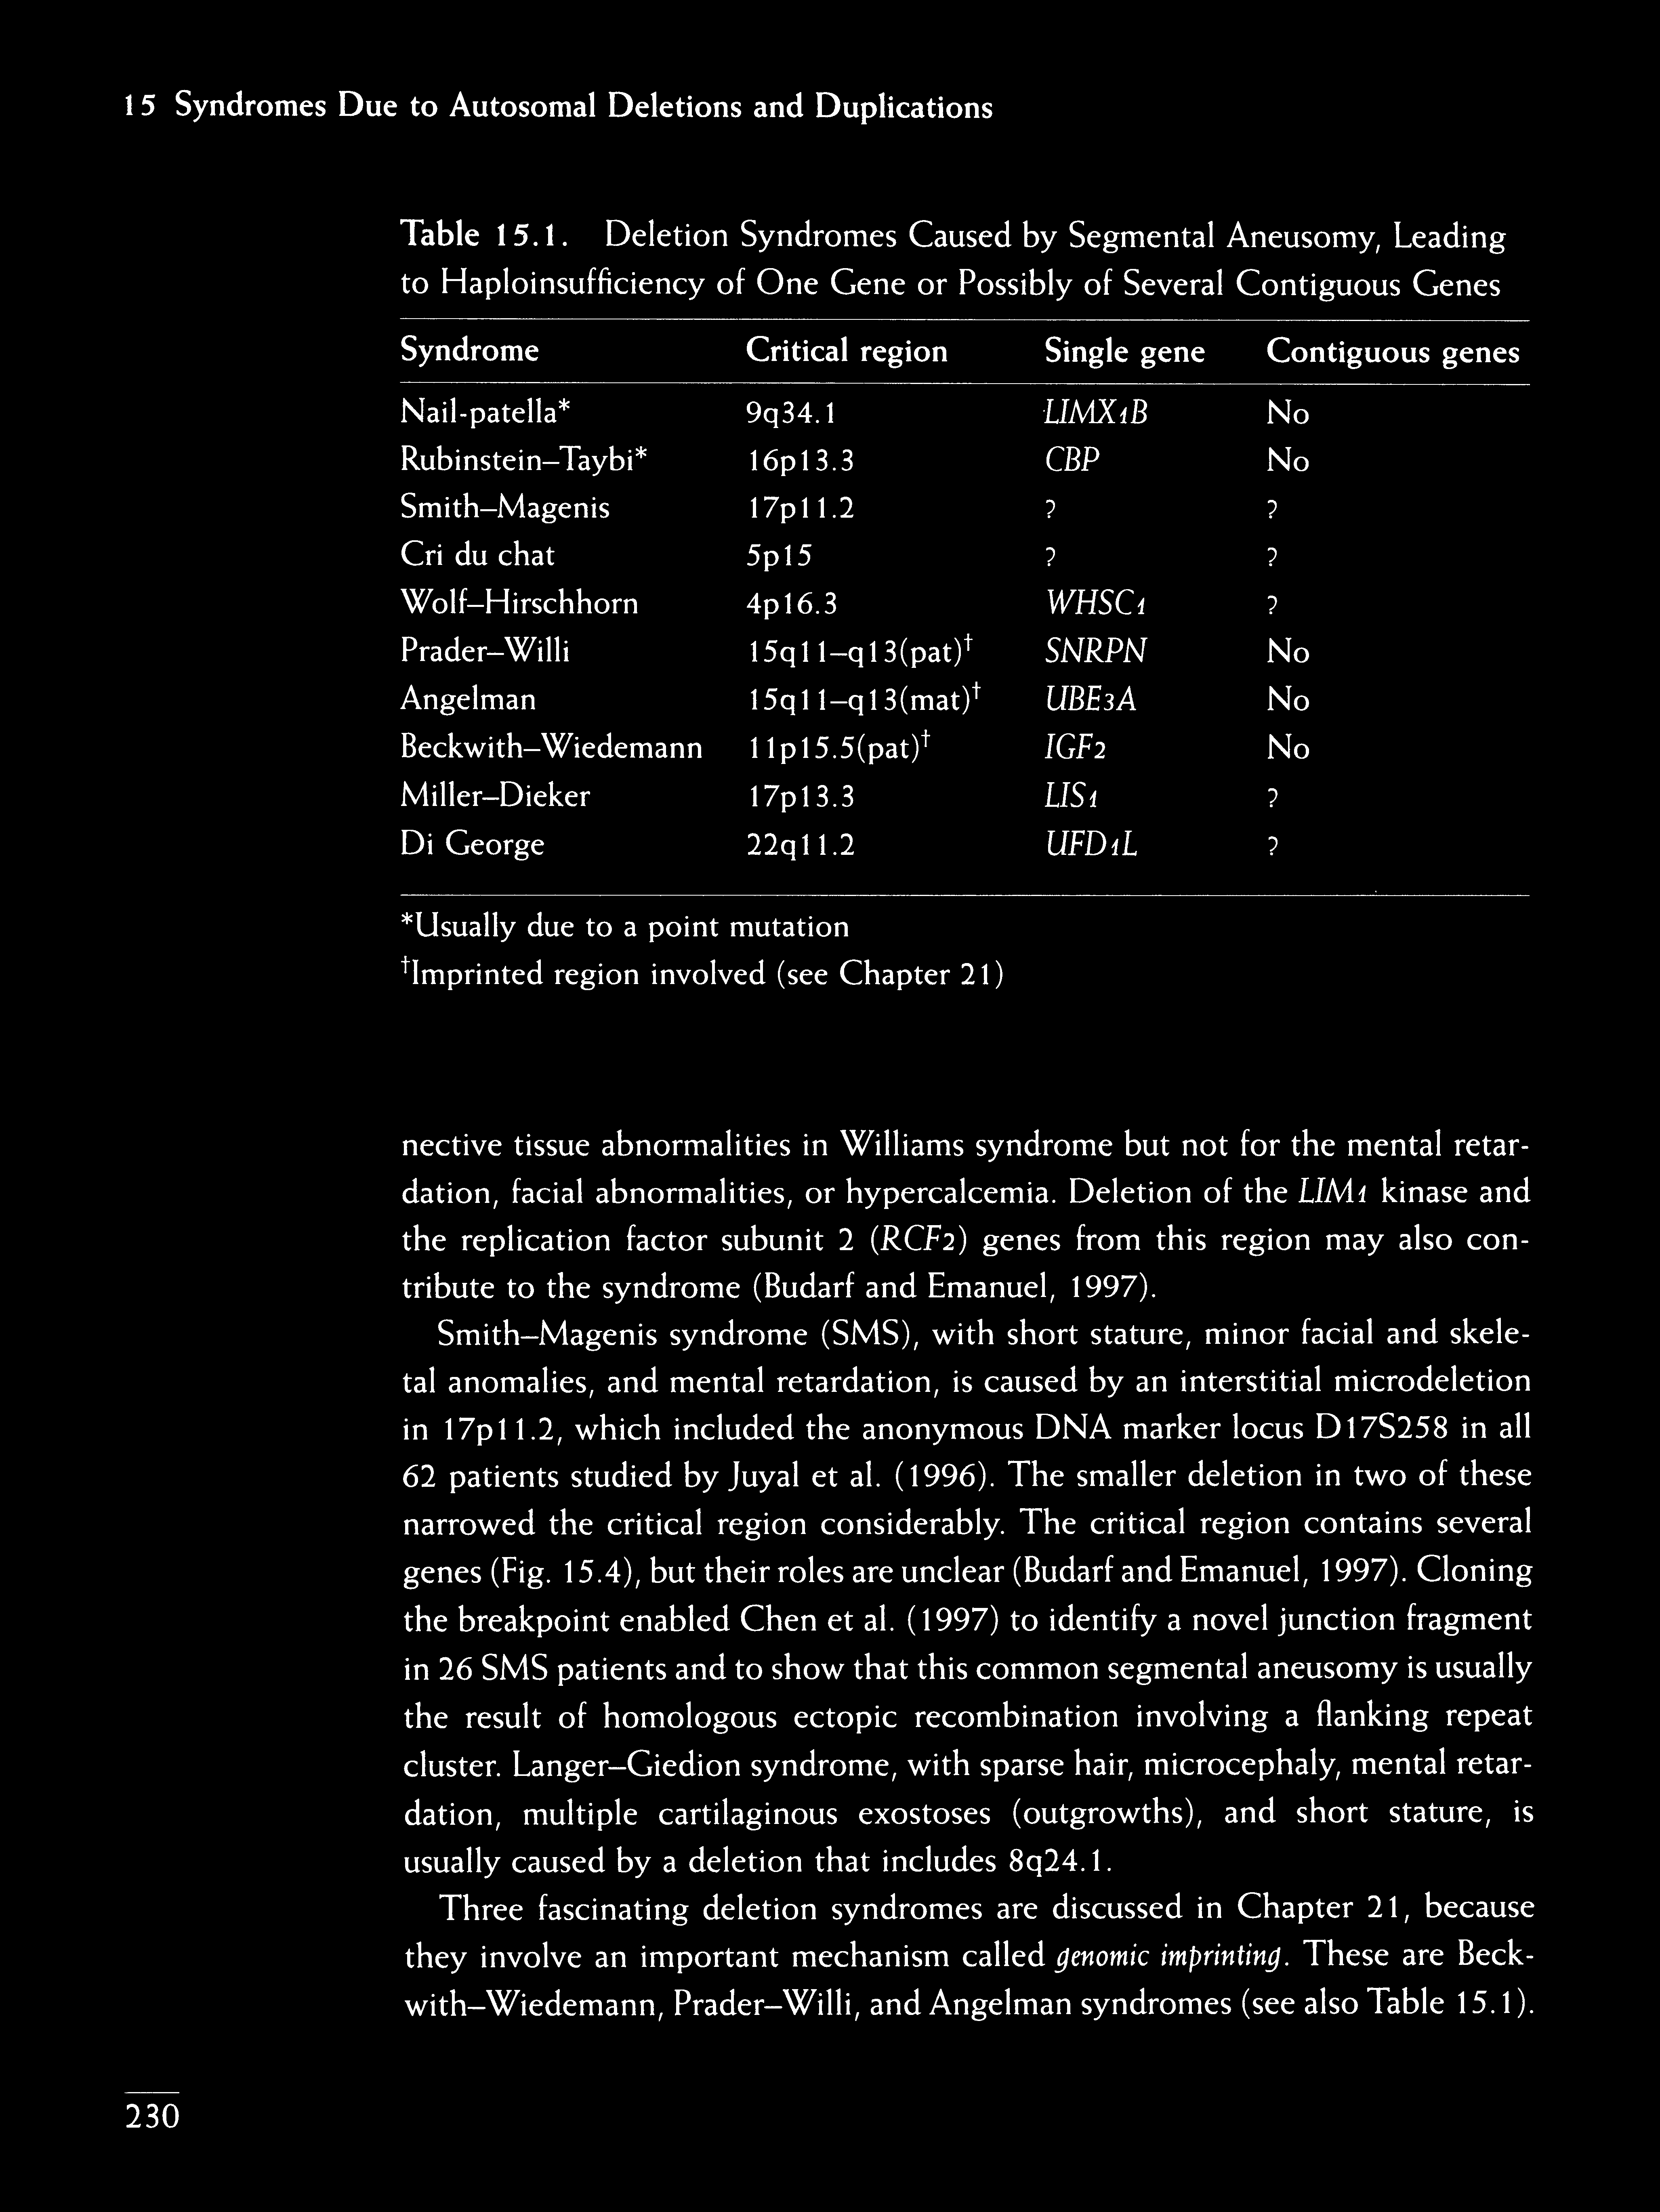 15 Syndromes Due to Autosomal Deletions and Duplications
Table 15.1. Deletion Syndromes Caused by Segmental Aneusomy, Leading
to Haploinsufficiency of One Gene or Possibly of Several Contiguous Genes
Syndrome Critical region Single gene Contiguous genes
Nail-patella* 9q34.1 LIMX1B No
Rubinstein–Taybi* 16p13.3 CBP No
Smith–Magenis 17p11.2 ? ?
Cri du chat 5p15 ? ?
Wolf–Hirschhorn 4p16.3 WHSC1 ?
Prader–Willi 15q11–q13(pat)† SNRPN No
Angelman 15q11–q13(mat)† UBE3A No
Beckwith–Wiedemann 11p15.5(pat)† IGF2 No
Miller–Dieker 17p13.3 LIS1 ?
Di George 22q11.2 UFD1L ?
*Usually due to a point mutation
†Imprinted region involved (see Chapter 21)
nective tissue abnormalities in Williams syndrome but not for the mental retar-
dation, facial abnormalities, or hypercalcemia. Deletion of the LIM1 kinase and
the replication factor subunit 2 (RCF2) genes from this region may also con-
tribute to the syndrome (Budarf and Emanuel, 1997).
Smith–Magenis syndrome (SMS), with short stature, minor facial and skele-
tal anomalies, and mental retardation, is caused by an interstitial microdeletion
in 17p11.2, which included the anonymous DNA marker locus D17S258 in all
62 patients studied by Juyal et al. (1996). The smaller deletion in two of these
narrowed the critical region considerably. The critical region contains several
genes (Fig. 15.4), but their roles are unclear (Budarf and Emanuel, 1997). Cloning
the breakpoint enabled Chen et al. (1997) to identify a novel junction fragment
in 26 SMS patients and to show that this common segmental aneusomy is usually
the result of homologous ectopic recombination involving a flanking repeat
cluster. Langer–Giedion syndrome, with sparse hair, microcephaly, mental retar-
dation, multiple cartilaginous exostoses (outgrowths), and short stature, is
usually caused by a deletion that includes 8q24.1.
Three fascinating deletion syndromes are discussed in Chapter 21, because
they involve an important mechanism called genomic imprinting. These are Beck-
with–Wiedemann, Prader–Willi, and Angelman syndromes (see also Table 15.1).
230